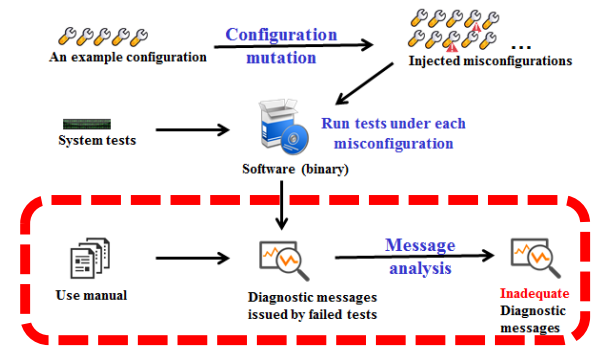 Configuration
mutation
An example configuration
...
Injected misconfigurations
System tests
Run tests under each
misconfiguration
Software (binary)
Use manual
Diagnostic messages
issued by failed tests
Message
analysis
Inadequate
Diagnostic
messages